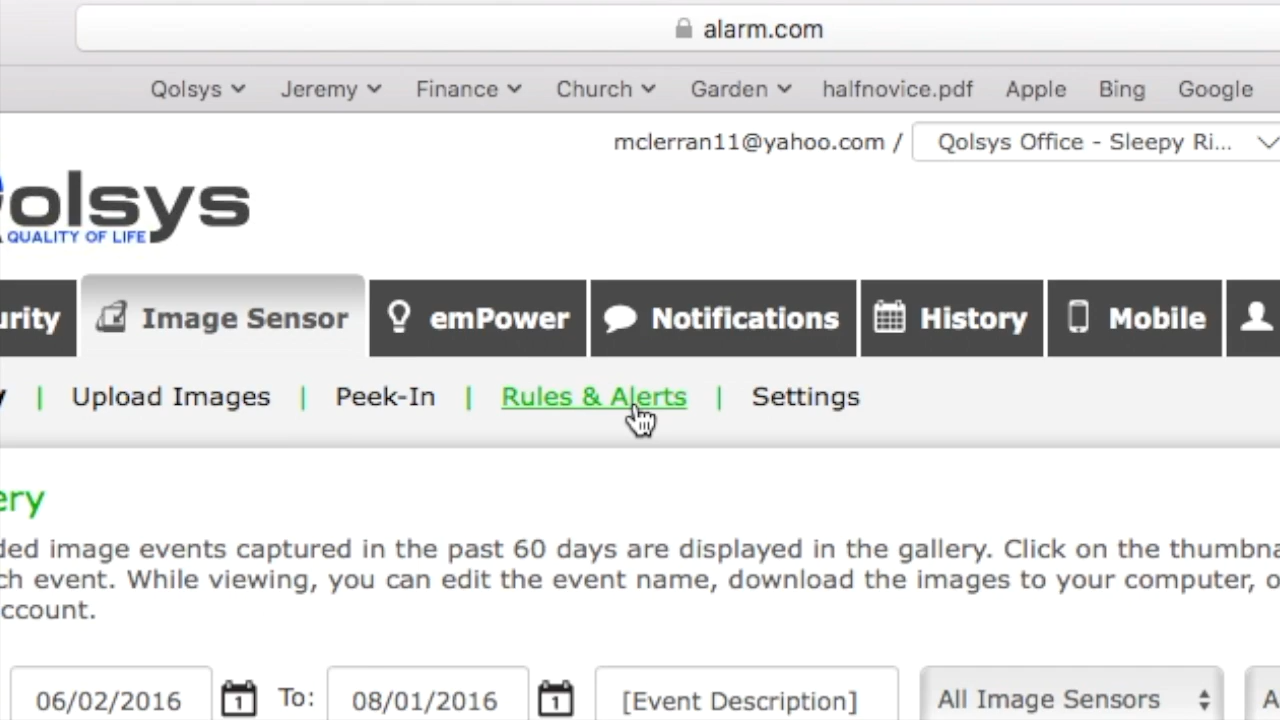 alarm.com
Qolsys Jeremy Finance Church Garden halfnovice.pdf Apple Bing Google
mclerran11@yahoo.com / Qolsys Office - Sleepy Ri...
Qolsys
QUALITY OF LIFE
urity Image Sensor emPower Notifications History Mobile
y | Upload Images | Peek-In | Rules & Alerts | Settings
ery
ded image events captured in the past 60 days are displayed in the gallery. Click on the thumbna
ch event. While viewing, you can edit the event name, download the images to your computer, o
ccount.
06/02/2016 1 To: 08/01/2016 1 [Event Description] All Image Sensors A